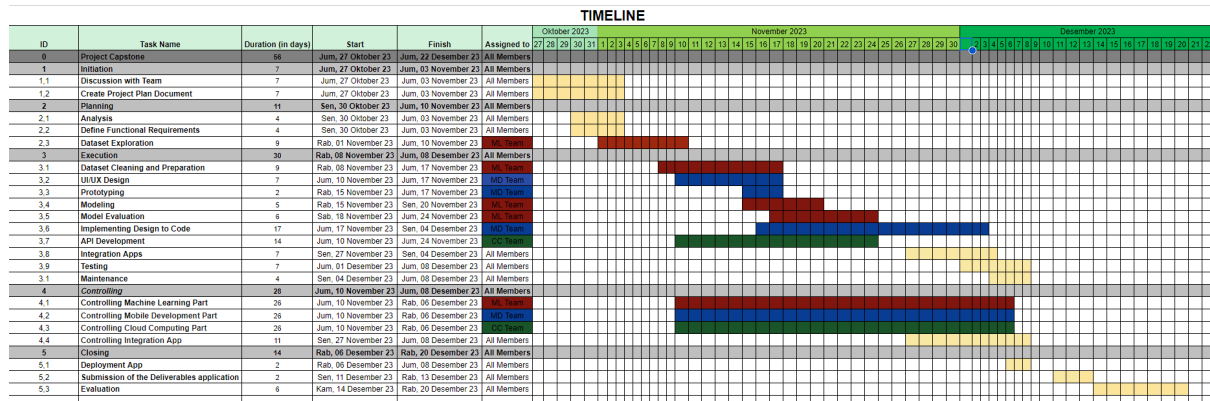 TIMELINE
Oktober 2023 November 2023 Desember 2023
ID Task Name Duration (in days) Start Finish Assigned to 27 28 29 30 31 1 2 3 4 5 6 7 8 9 10 11 12 13 14 15 16 17 18 19 20 21 22 23 24 25 26 27 28 29 30 2 3 4 5 6 7 8 9 10 11 12 13 14 15 16 17 18 19 20 21
0 Project Capstone 56 Jum, 27 Oktober 23 Jum, 22 Desember 23 All Members
1 Initiation 7 Jum, 27 Oktober 23 Jum, 03 November 23 All Members
1,1 Discussion with Team 7 Jum, 27 Oktober 23 Jum, 03 November 23 All Members
1,2 Create Project Plan Document 7 Jum, 27 Oktober 23 Jum, 03 November 23 All Members
2 Planning 11 Sen, 30 Oktober 23 Jum, 10 November 23 All Members
2,1 Analysis 4 Sen, 30 Oktober 23 Jum, 03 November 23 All Members
2,2 Define Functional Requirements 4 Sen, 30 Oktober 23 Jum, 03 November 23 All Members
2,3 Dataset Exploration 9 Rab, 01 November 23 Jum, 10 November 23 ML Team
3 Execution 30 Rab, 08 November 23 Jum, 08 Desember 23 All Members
3.1 Dataset Cleaning and Preparation 9 Rab, 08 November 23 Jum, 17 November 23 ML Team
3,2 UI/UX Design 7 Jum, 10 November 23 Jum, 17 November 23 MD Team
3,3 Prototyping 2 Rab, 15 November 23 Jum, 17 November 23 MD Team
3,4 Modeling 5 Rab, 15 November 23 Sen, 20 November 23 ML Team
3,5 Model Evaluation 6 Sab, 18 November 23 Jum, 24 November 23 ML Team
3,6 Implementing Design to Code 17 Jum, 17 November 23 Sen, 04 Desember 23 MD Team
3,7 API Development 14 Jum, 10 November 23 Jum, 24 November 23 CC Team
3,8 Integration Apps 7 Sen, 27 November 23 Sen, 04 Desember 23 All Members
3,9 Testing 7 Jum, 01 Desember 23 Jum, 08 Desember 23 All Members
3.1 Maintenance 4 Sen, 04 Desember 23 Jum, 08 Desember 23 All Members
4 Controlling 28 Jum, 10 November 23 Jum, 08 Desember 23 All Members
4,1 Controlling Machine Learning Part 26 Jum, 10 November 23 Rab, 06 Desember 23 ML Team
4,2 Controlling Mobile Development Part 26 Jum, 10 November 23 Rab, 06 Desember 23 MD Team
4,3 Controlling Cloud Computing Part 26 Jum, 10 November 23 Rab, 06 Desember 23 CC Team
4,4 Controlling Integration App 11 Sen, 27 November 23 Jum, 08 Desember 23 All Members
5 Closing 14 Rab, 06 Desember 23 Rab, 20 Desember 23 All Members
5,1 Deployment App 2 Rab, 06 Desember 23 Jum, 08 Desember 23 All Members
5,2 Submission of the Deliverables application 2 Sen, 11 Desember 23 Rab, 13 Desember 23 All Members
5,3 Evaluation 6 Kam, 14 Desember 23 Rab, 20 Desember 23 All Members